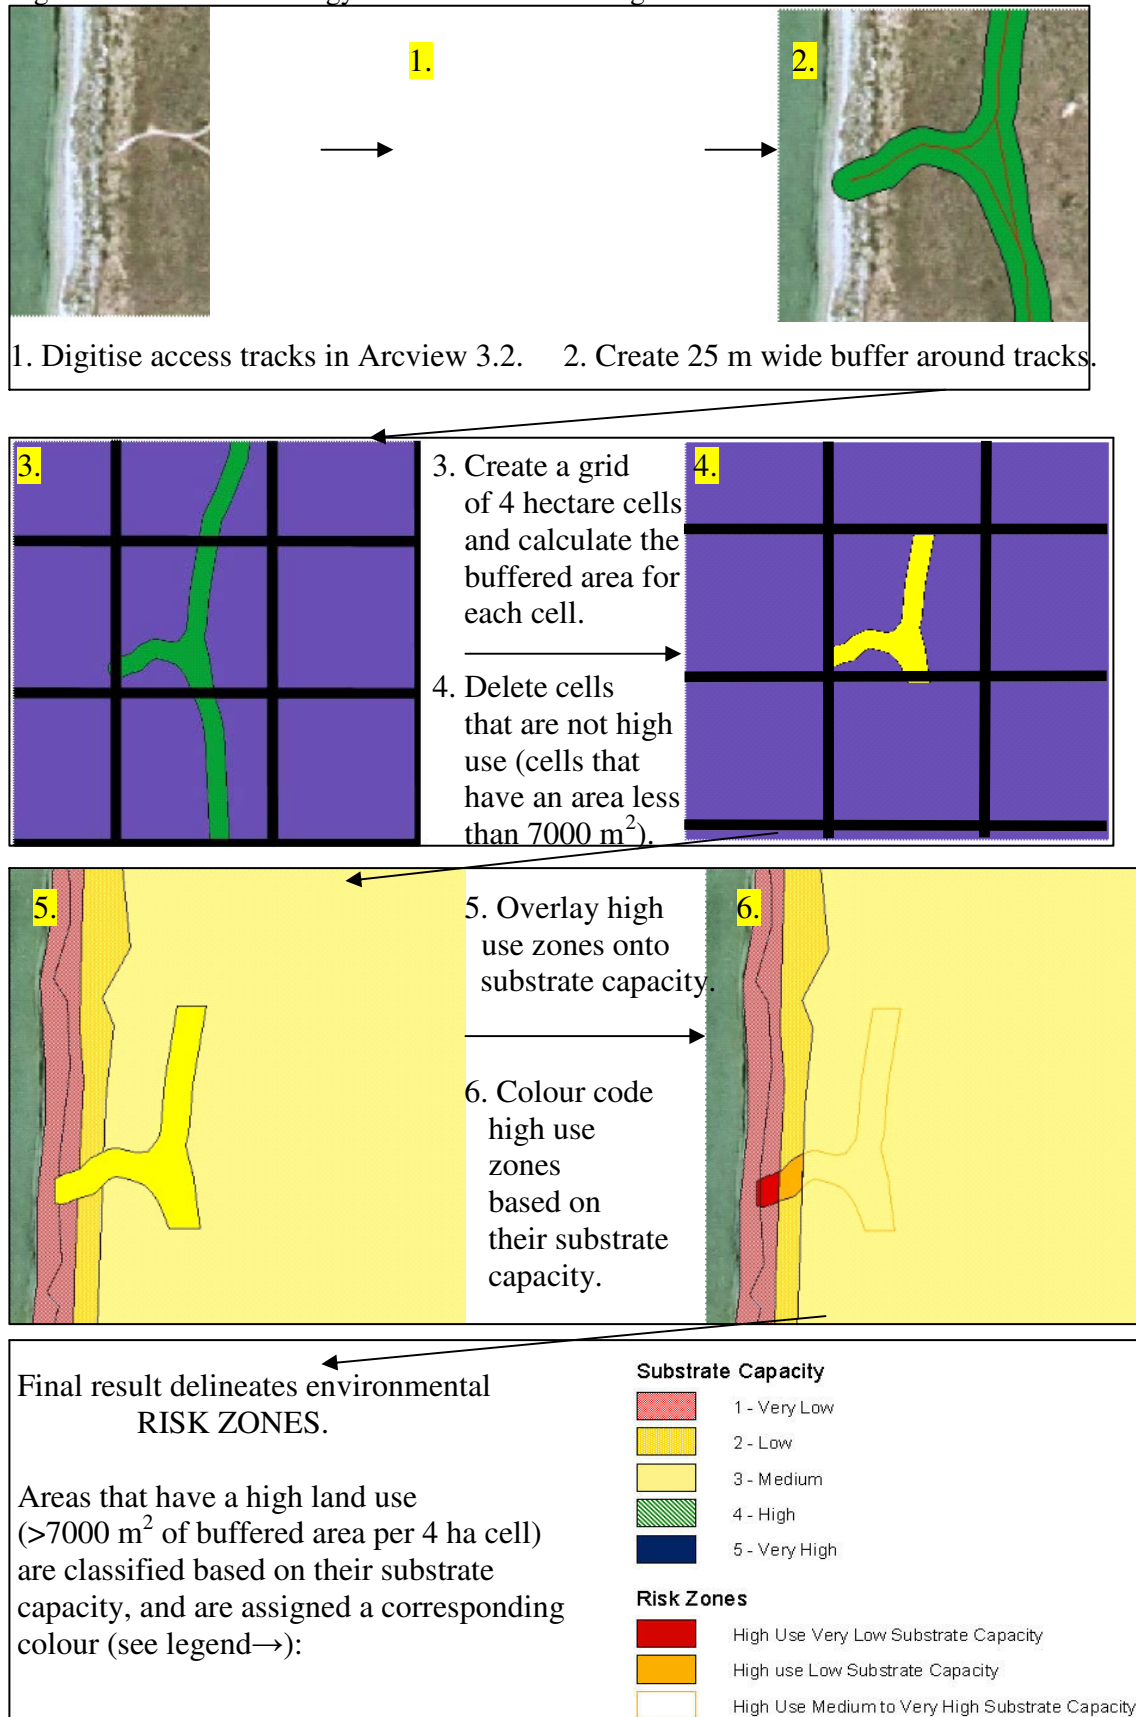 1.
2.
1. Digitise access tracks in Arcview 3.2.
2. Create 25 m wide buffer around tracks.
3.
3. Create a grid
of 4 hectare cells
and calculate the
buffered area for
each cell.
4. Delete cells
that are not high
use (cells that
have an area less
than 7000 m²).
4.
5.
5. Overlay high
use zones onto
substrate capacity.
6. Colour code
high use
zones
based on
their substrate
capacity.
6.
Final result delineates environmental
RISK ZONES.
Areas that have a high land use
(>7000 m² of buffered area per 4 ha cell)
are classified based on their substrate
capacity, and are assigned a corresponding
colour (see legend→):
Substrate Capacity
1 - Very Low
2 - Low
3 - Medium
4 - High
5 - Very High
Risk Zones
High Use Very Low Substrate Capacity
High use Low Substrate Capacity
High Use Medium to Very High Substrate Capacity